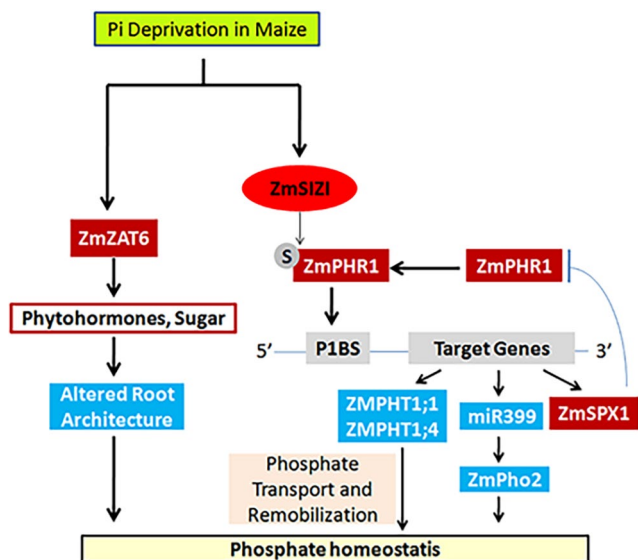 Pi Deprivation in Maize
ZmSIZI
ZmZAT6
S
ZmPHR1
ZmPHR1
Phytohormones, Sugar
5’
P1BS
Target Genes
3’
Altered Root
Architecture
ZMPHT1;1
ZMPHT1;4
miR399
ZmSPX1
Phosphate
Transport and
Remobilization
ZmPho2
Phosphate homeostatis